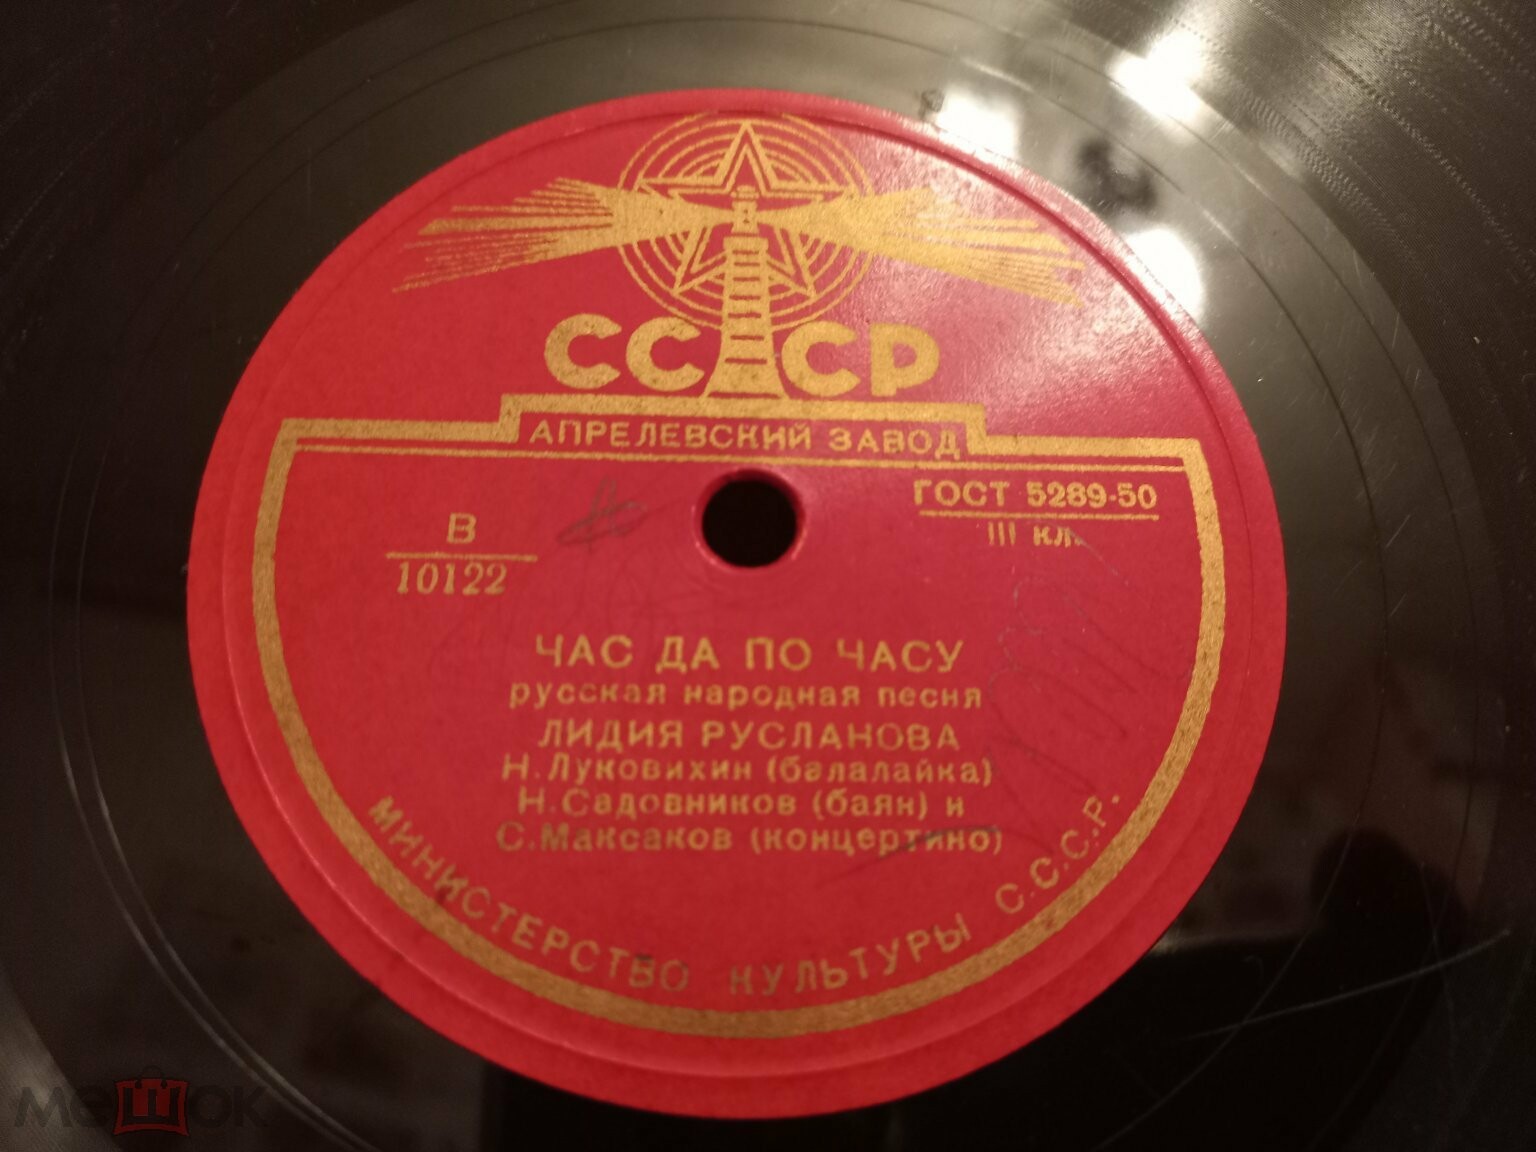 СССР
АПРЕЛЕВСКИЙ ЗАВОД
ГОСТ 5289-50
III кл.
В
10122
ЧАС ДА ПО ЧАСУ
русская народная песня
ЛИДИЯ РУСЛАНОВА
Н.Луковихин (балалайка)
Н.Садовников (баян) и
С.Максаков (концертино)
МИНИСТЕРСТВО КУЛЬТУРЫ С.С.С.Р.
мешок